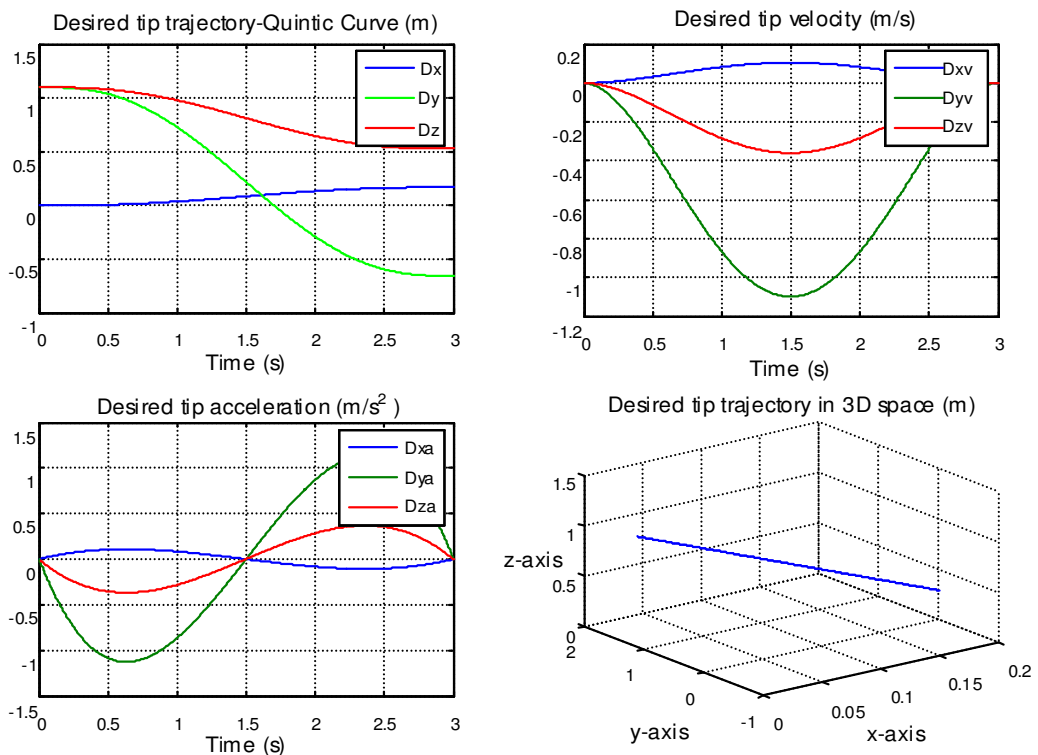 Desired tip trajectory-Quintic Curve (m)
1.5
1
0.5
0
-0.5
-1
Dx
Dy
Dz
0 0.5 1 1.5 2 2.5 3
Time (s)
Desired tip velocity (m/s)
0.2
0
-0.2
-0.4
-0.6
-0.8
-1
-1.2
Dxv
Dyv
Dzv
0 0.5 1 1.5 2 2.5 3
Time (s)
Desired tip acceleration (m/s² )
1.5
1
0.5
0
-0.5
-1
-1.5
Dxa
Dya
Dza
0 0.5 1 1.5 2 2.5 3
Time (s)
Desired tip trajectory in 3D space (m)
1.5
1
0.5
0
z-axis
2
1
0
-1
y-axis
0 0.05 0.1 0.15 0.2
x-axis